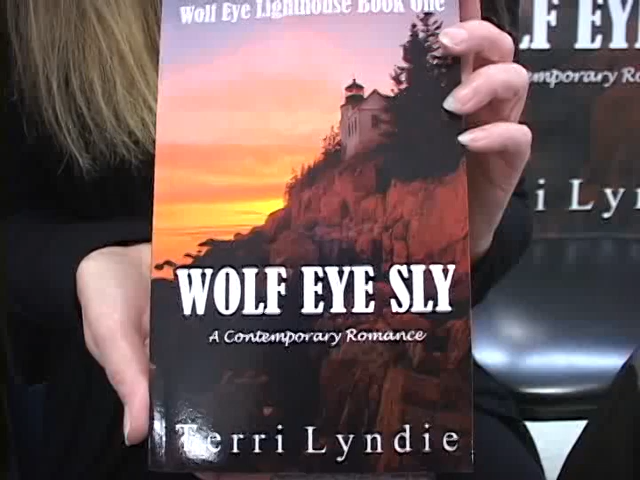 Wolf Eye Lighthouse Book One
WOLF EYE SLY
A Contemporary Romance
Terri Lyndie